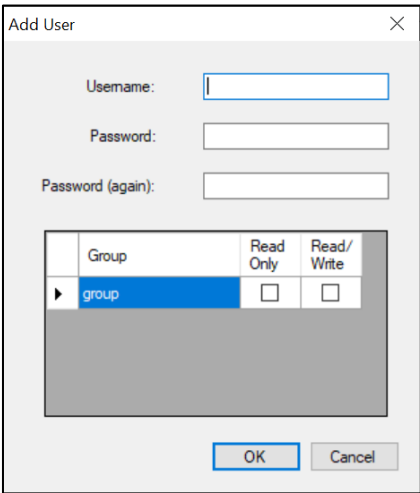 Add User
Username:
Password:
Password (again):
Group Read Only Read/ Write
group
OK Cancel